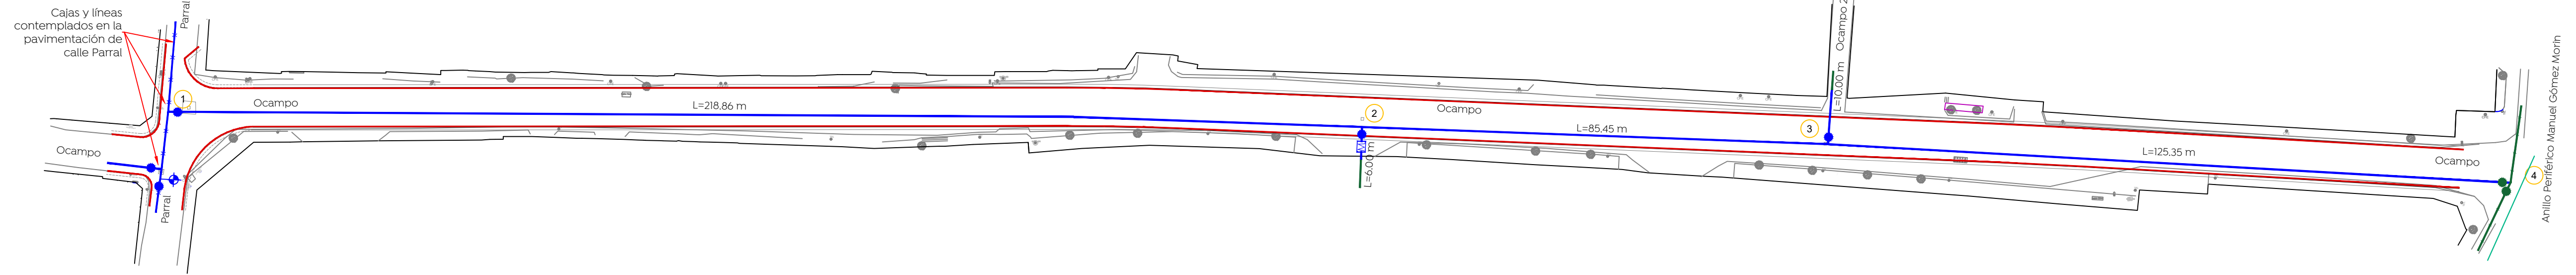 Cajas y líneas
contemplados en la
pavimentación de
calle Parral
Parral
1
Ocampo
L=218.86 m
Ocampo
Parral
2
L=6.00 m
Ocampo
L=85.45 m
3
L=10.00 m
Ocampo 2
L=125.35 m
Ocampo
4
Anillo Periférico Manuel Gómez Morin